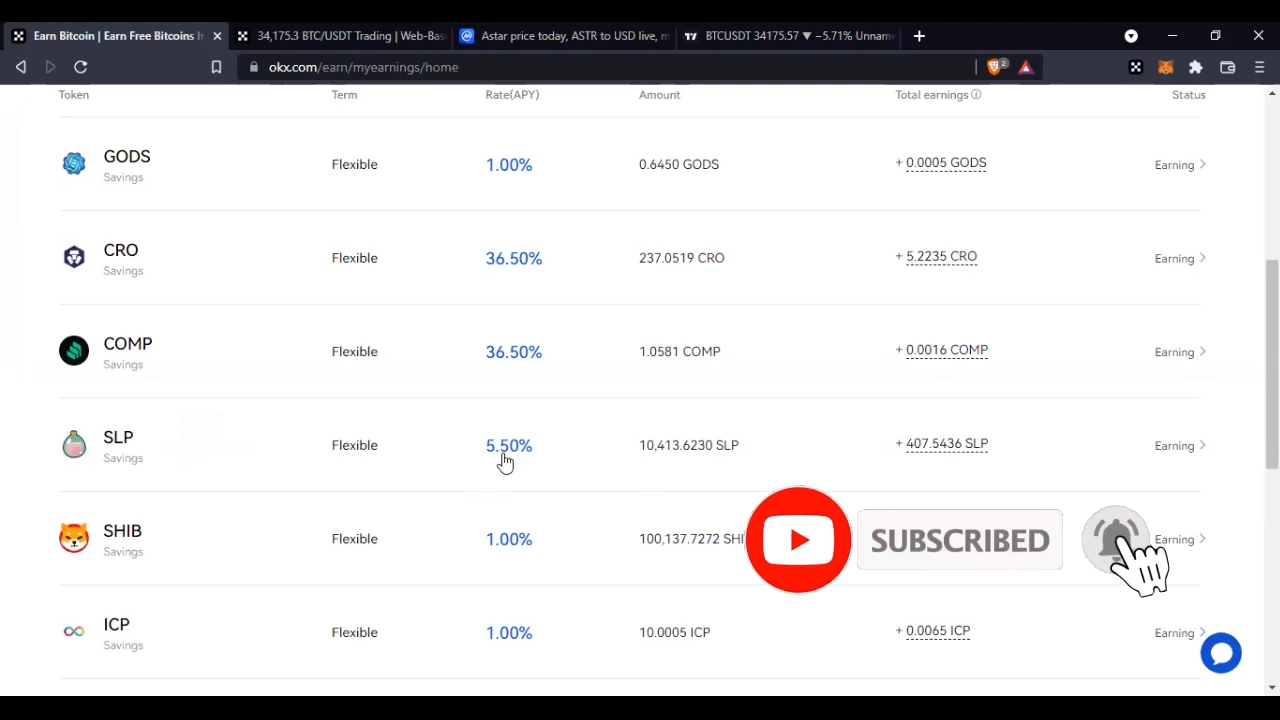 Earn Bitcoin | Earn Free Bitcoins I
34,175.3 BTC/USDT Trading | Web-Bas
Astar price today, ASTR to USD live, m
BTCUSDT 34175.57 ▼ −5.71% Unnam
okx.com/earn/myearnings/home
2
Token Term Rate(APY) Amount Total earnings Status
GODS
Savings
Flexible 1.00% 0.6450 GODS + 0.0005 GODS Earning
CRO
Savings
Flexible 36.50% 237.0519 CRO + 5.2235 CRO Earning
COMP
Savings
Flexible 36.50% 1.0581 COMP + 0.0016 COMP Earning
SLP
Savings
Flexible 5.50% 10,413.6230 SLP + 407.5436 SLP Earning
SHIB
Savings
Flexible 1.00% 100,137.7272 SHI Earning
SUBSCRIBED
ICP
Savings
Flexible 1.00% 10.0005 ICP + 0.0065 ICP Earning